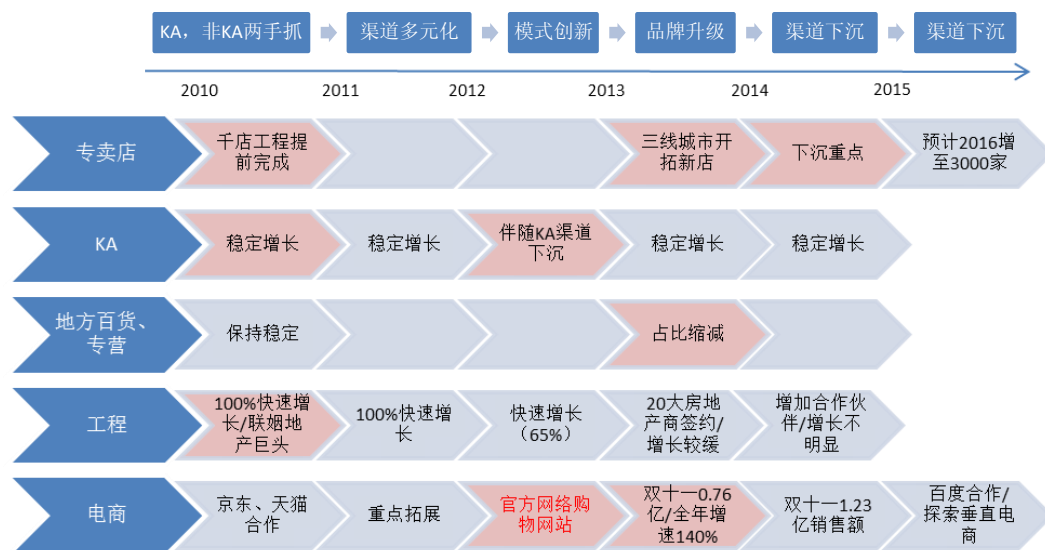 KA，非KA两手抓
渠道多元化
模式创新
品牌升级
渠道下沉
渠道下沉
2010
2011
2012
2013
2014
2015
专卖店
千店工程提
前完成
三线城市开
拓新店
下沉重点
预计2016增
至3000家
KA
稳定增长
稳定增长
伴随KA渠道
下沉
稳定增长
稳定增长
地方百货、
专营
保持稳定
占比缩减
工程
100%快速增
长/联姻地
产巨头
100%快速增
长
快速增长
（65%）
20大房地
产商签约/
增长较缓
增加合作伙
伴/增长不
明显
电商
京东、天猫
合作
重点拓展
官方网络购
物网站
双十一0.76
亿/全年增
速140%
双十一1.23
亿销售额
百度合作/
探索垂直电
商